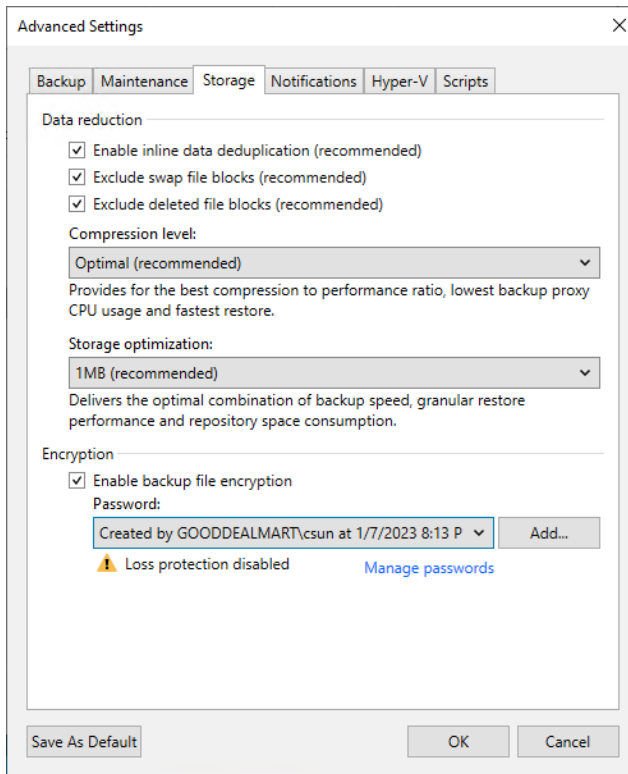 Advanced Settings
Backup Maintenance Storage Notifications Hyper-V Scripts
Data reduction
Enable inline data deduplication (recommended)
Exclude swap file blocks (recommended)
Exclude deleted file blocks (recommended)
Compression level:
Optimal (recommended)
Provides for the best compression to performance ratio, lowest backup proxy
CPU usage and fastest restore.
Storage optimization:
1MB (recommended)
Delivers the optimal combination of backup speed, granular restore
performance and repository space consumption.
Encryption
Enable backup file encryption
Password:
Created by GOODDEALMART\csun at 1/7/2023 8:13 P Add...
Loss protection disabled Manage passwords
Save As Default OK Cancel